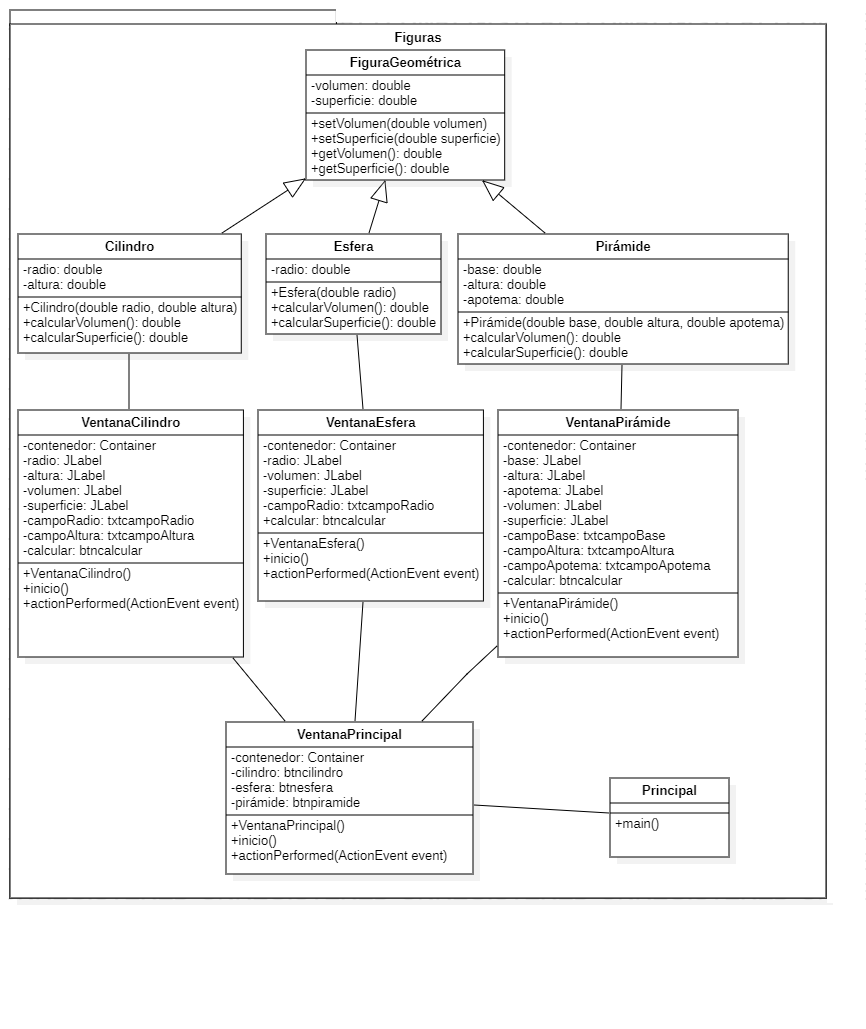 Figuras
FiguraGeométrica
-volumen: double
-superficie: double
+setVolumen(double volumen)
+setSuperficie(double superficie)
+getVolumen(): double
+getSuperficie(): double
Cilindro
-radio: double
-altura: double
+Cilindro(double radio, double altura)
+calcularVolumen(): double
+calcularSuperficie(): double
Esfera
-radio: double
+Esfera(double radio)
+calcularVolumen(): double
+calcularSuperficie(): double
Pirámide
-base: double
-altura: double
-apotema: double
+Pirámide(double base, double altura, double apotema)
+calcularVolumen(): double
+calcularSuperficie(): double
VentanaCilindro
-contenedor: Container
-radio: JLabel
-altura: JLabel
-volumen: JLabel
-superficie: JLabel
-campoRadio: txtcampoRadio
-campoAltura: txtcampoAltura
-calcular: btncalcular
+VentanaCilindro()
+inicio()
+actionPerformed(ActionEvent event)
VentanaEsfera
-contenedor: Container
-radio: JLabel
-volumen: JLabel
-superficie: JLabel
-campoRadio: txtcampoRadio
+calcular: btncalcular
+VentanaEsfera()
+inicio()
+actionPerformed(ActionEvent event)
VentanaPirámide
-contenedor: Container
-base: JLabel
-altura: JLabel
-apotema: JLabel
-volumen: JLabel
-superficie: JLabel
-campoBase: txtcampoBase
-campoAltura: txtcampoAltura
-campoApotema: txtcampoApotema
-calcular: btncalcular
+VentanaPirámide()
+inicio()
+actionPerformed(ActionEvent event)
VentanaPrincipal
-contenedor: Container
-cilindro: btncilindro
-esfera: btnesfera
-pirámide: btnpiramide
+VentanaPrincipal()
+inicio()
+actionPerformed(ActionEvent event)
Principal
+main()